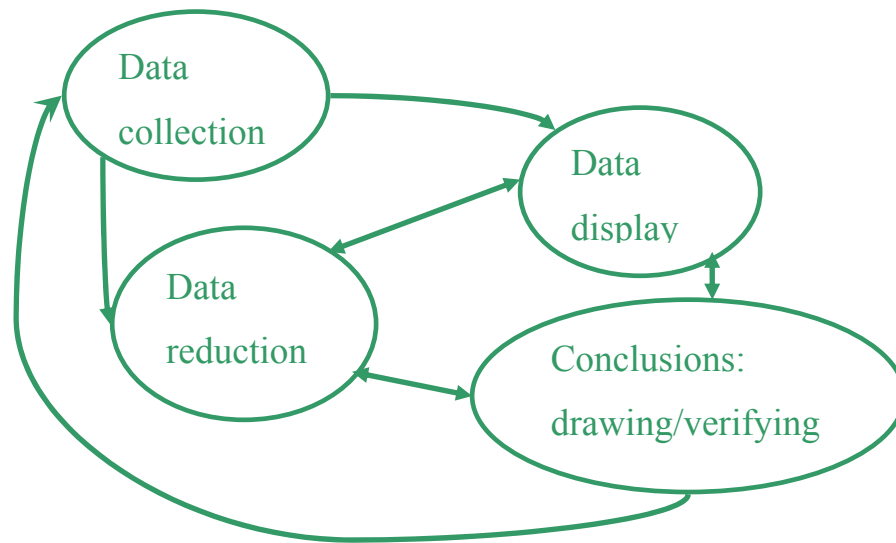 Data
collection
Data
display
Data
reduction
Conclusions:
drawing/verifying